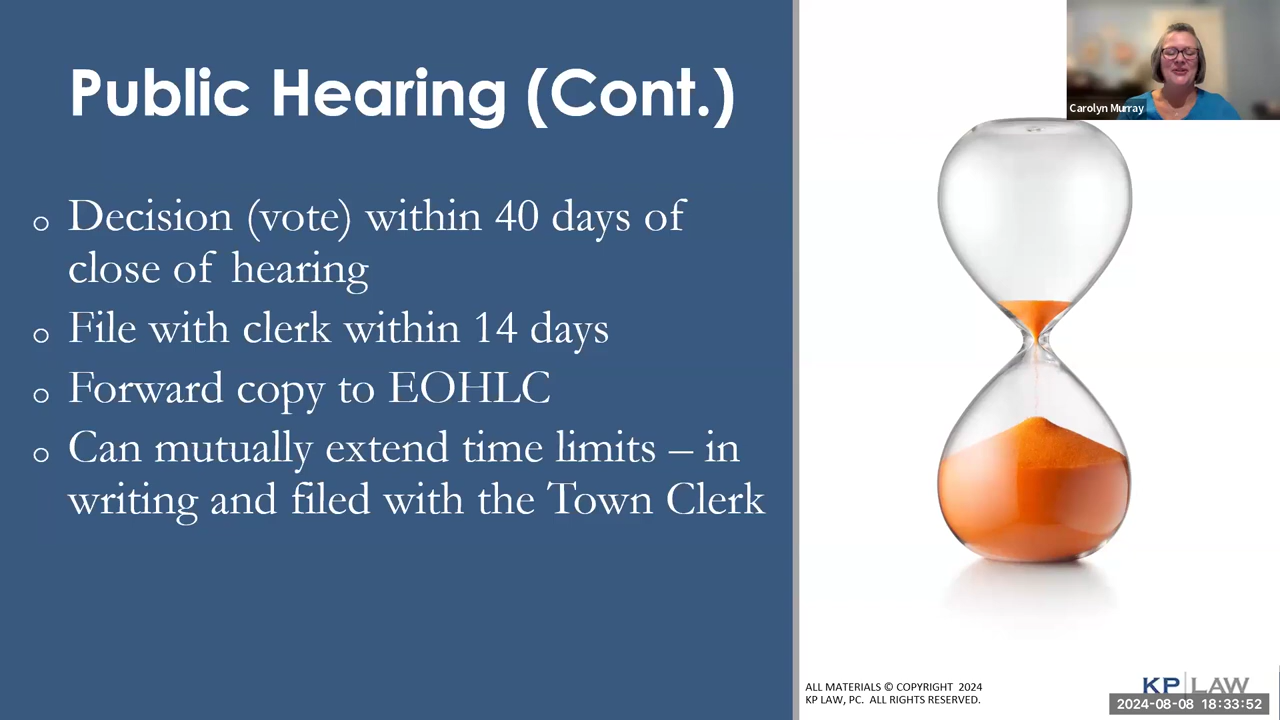 Public Hearing (Cont.)
Carolyn Murray
○ Decision (vote) within 40 days of
close of hearing
○ File with clerk within 14 days
○ Forward copy to EOHLC
○ Can mutually extend time limits – in
writing and filed with the Town Clerk
ALL MATERIALS © COPYRIGHT 2024
KP LAW, PC. ALL RIGHTS RESERVED.
KP | LAW
2024-08-08 18:33:52